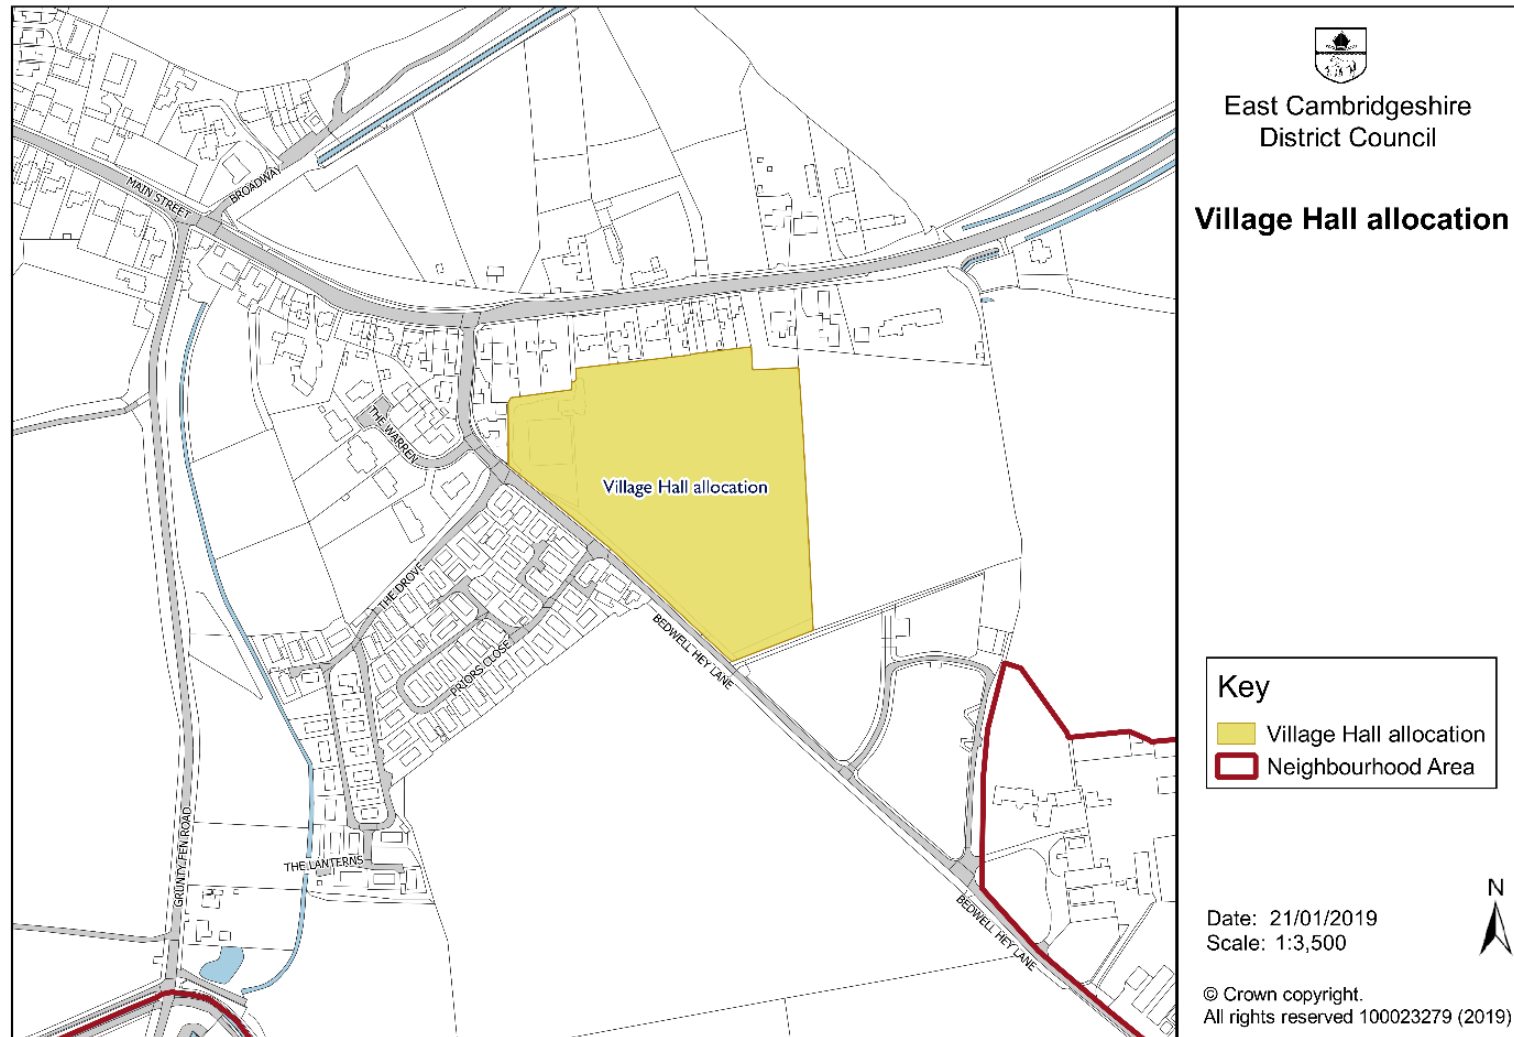 East Cambridgeshire
District Council
Village Hall allocation
MAIN STREET
BROADWAY
THE WARREN
Village Hall allocation
THE DROVE
PRIORS CLOSE
BEDWELL HEY LANE
GRUNTY FEN ROAD
THE LANTERNS
BEDWELL HEY LANE
Key
Village Hall allocation
Neighbourhood Area
N
Date: 21/01/2019
Scale: 1:3,500
© Crown copyright.
All rights reserved 100023279 (2019)